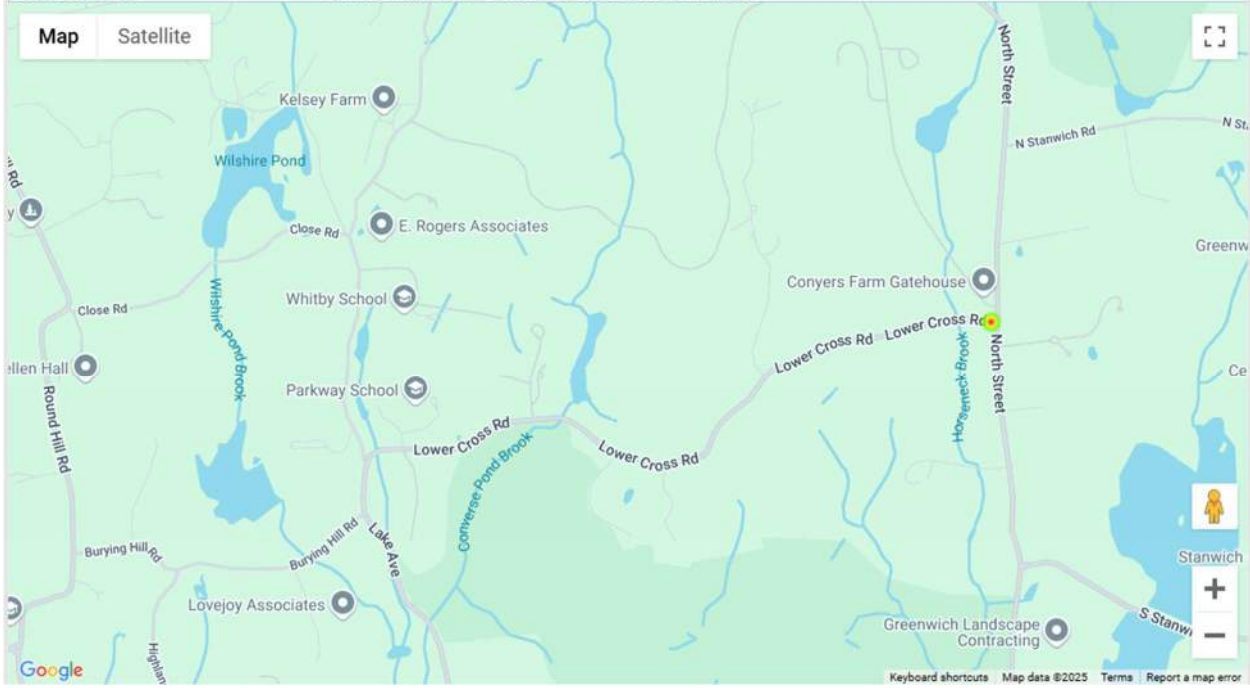 Map
Satellite
Kelsey Farm
North Street
N Stanwich Rd
N St
Wilshire Pond
Close Rd
E. Rogers Associates
Greenw
Conyers Farm Gatehouse
Whitby School
Close Rd
Wilshire Pond Brook
Lower Cross Rd
Lower Cross Rd
North Street
Horseneck Brook
ellen Hall
Parkway School
Ce
Round Hill Rd
Lower Cross Rd
Lower Cross Rd
Converse Pond Brook
Burying Hill Rd
Burying Hill Rd
Lake Ave
Stanwich
Lovejoy Associates
Greenwich Landscape
Contracting
S Stanwi
Highlan
Google
Keyboard shortcuts
Map data ©2025
Terms
Report a map error